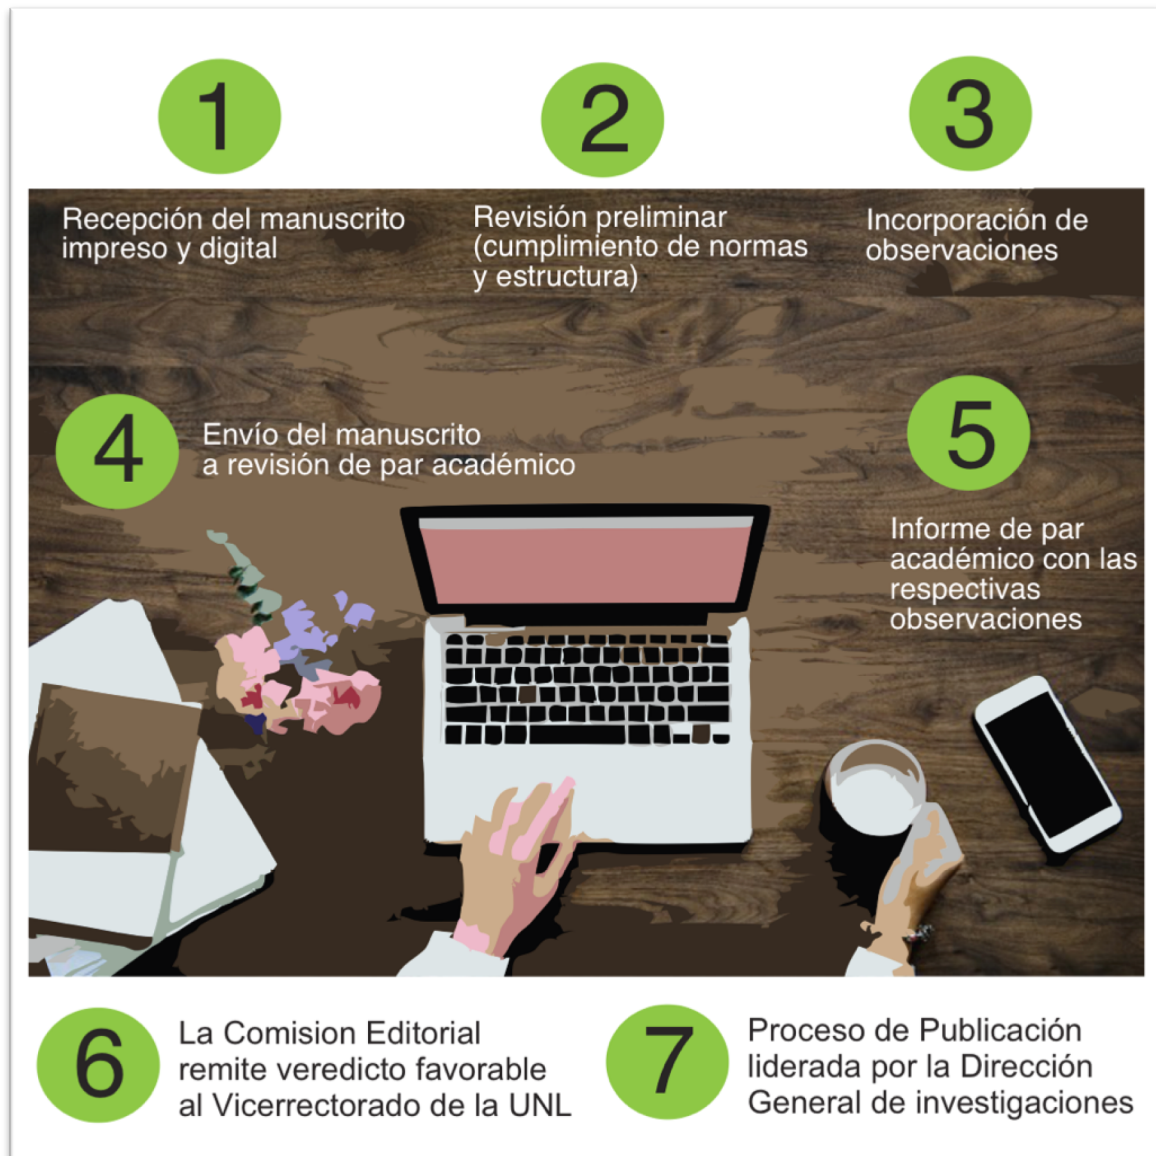 1
Recepción del manuscrito
impreso y digital
2
Revisión preliminar
(cumplimiento de normas
y estructura)
3
Incorporación de
observaciones
4
Envío del manuscrito
a revisión de par académico
5
Informe de par
académico con las
respectivas
observaciones
6
La Comision Editorial
remite veredicto favorable
al Vicerrectorado de la UNL
7
Proceso de Publicación
liderada por la Dirección
General de investigaciones